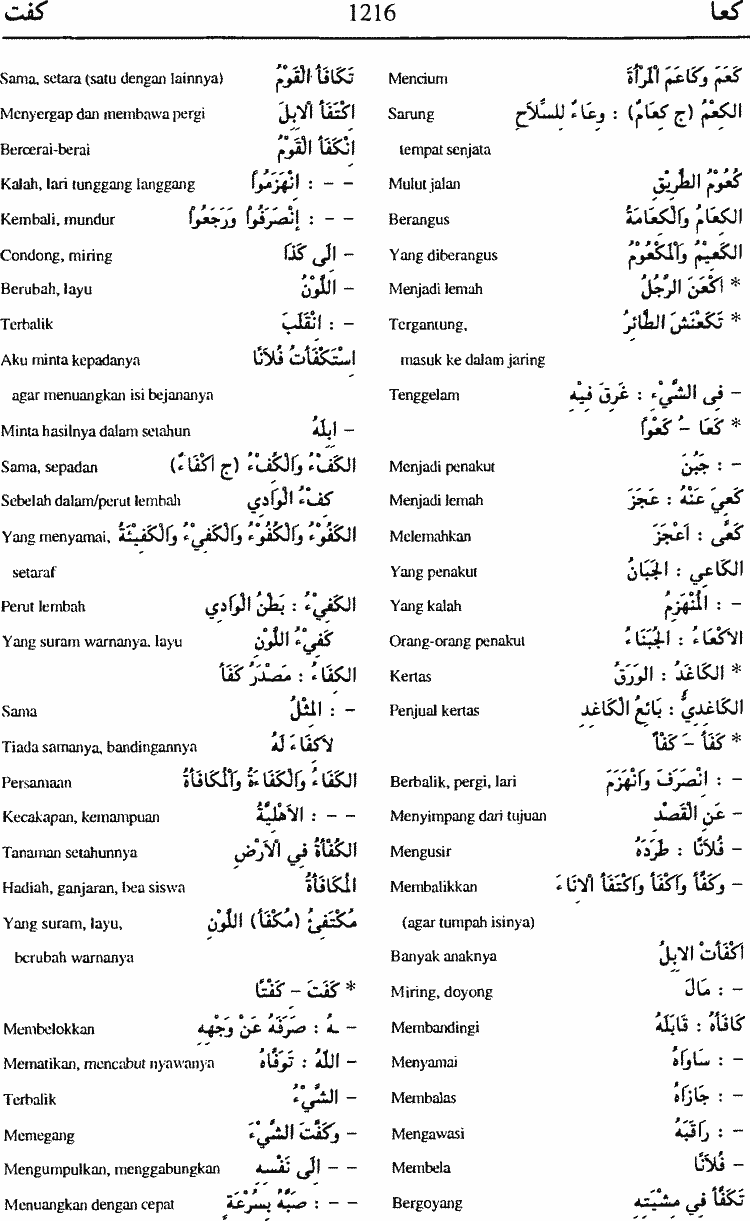 كعا 1216 كفت
كَعَمَ وَكَاعَمَ الْمَرْأَةَ Mencium
الكَعْمُ (ج كِعَامٌ) : وِعَاءٌ للسِّلَاحِ Sarung
tempat senjata
كُعُوْمُ الطَّرِيْقِ Mulut jalan
الكِعَامُ وَالْكِعَامَةُ Berangus
الكَعِيْمُ وَالْمَكْعُوْمُ Yang diberangus
* اَكْعَنَ الرَّجُلُ Menjadi lemah
* تَكَعْنَشَ الطَّائِرُ Tergantung,
masuk ke dalam jaring
– فِى الشَّيْءِ : غَرِقَ فِيْهِ Tenggelam
* كَعَا – ُ كَعْوًا
– : جَبُنَ Menjadi penakut
كَعِيَ عَنْهُ : عَجَزَ Menjadi lemah
كَعَّى : اَعْجَزَ Melemahkan
الكَاعِي : الجَبَانُ Yang penakut
– : الْمُنْهَزِمُ Yang kalah
الاَكْعَاءُ : الجُبَنَاءُ Orang-orang penakut
* الكَاغَدُ : الوَرَقُ Kertas
الكَاغَدِيُّ : بَائِعُ الكَاغَدِ Penjual kertas
* كَفَأَ – كَفْأً
– : انْصَرَفَ وَانْهَزَمَ Berbalik, pergi, lari
– عَنِ الْقَصْدِ Menyimpang dari tujuan
– فُلَانًا : طَرَدَهُ Mengusir
– وَكَفَّأَ وَاَكْفَأَ وَاكْتَفَأَ الْاِنَاءَ Membalikkan
(agar tumpah isinya)
اَكْفَأَتِ الاِبِلُ Banyak anaknya
– : مَالَ Miring, doyong
كَافَأَهُ : قَابَلَهُ Membandingi
– : سَاوَاهُ Menyamai
– : جَازَاهُ Membalas
– : رَاقَبَهُ Mengawasi
– فُلَانًا Membela
تَكَفَّأَ فِي مِشْيَتِهِ Bergoyang
تَكَافَأَ الْقَوْمُ Sama, setara (satu dengan lainnya)
اكْتَفَأَ الْاِبِلَ Menyergap dan membawa pergi
انْكَفَأَ الْقَوْمُ Bercerai-berai
– – : انْهَزَمُوا Kalah, lari tunggang langgang
– – : اِنْصَرَفُوا وَرَجَعُوا Kembali, mundur
– الَى كَذَا Condong, miring
– اللَّوْنُ Berubah, layu
– : انْقَلَبَ Terbalik
اِسْتَكْفَأْتُ فُلَانًا Aku minta kepadanya
agar menuangkan isi bejananya
– اِبِلَهُ Minta hasilnya dalam setahun
الكَفْءُ وَالْكُفْءُ (ج اَكْفَاءٌ) Sama, sepadan
كِفْءُ الْوَادِي Sebelah dalam/perut lembah
الكُفُؤُ وَالْكُفُوْءُ وَالْكَفِيْءُ وَالْكَفِيْئَةُ Yang menyamai,
setaraf
الكَفِيْءُ : بَطْنُ الْوَادِي Perut lembah
كَفِيْءُ اللَّوْنِ Yang suram warnanya, layu
الكِفَاءُ : مَصْدَرُ كَفَأَ
– : الْمِثْلُ Sama
لَاكِفَاءَ لَهُ Tiada samanya, bandingannya
الكَفَاءُ وَالْكَفَاءَةُ وَالْمُكَافَأَةُ Persamaan
– – : الاَهْلِيَّةُ Kecakapan, kemampuan
الكُفْأَةُ فِي الْاَرْضِ Tanaman setahunnya
الْمُكَافَأَةُ Hadiah, ganjaran, bea siswa
مُكْتَفِئُ (مُكْفَأُ) اللَّوْنِ Yang suram, layu,
berubah warnanya
* كَفَتَ – كَفْتًا
– ـهُ : صَرَفَهُ عَنْ وَجْهِهِ Membelokkan
– اللّٰهُ : تَوَفَّاهُ Mematikan, mencabut nyawanya
– الشَّيْءُ Terbalik
– وَكَفَّتَ الشَّيْءَ Memegang
– – الَى نَفْسِهِ Mengumpulkan, menggabungkan
– – : صَبَّهُ بِسُرْعَةٍ Menuangkan dengan cepat